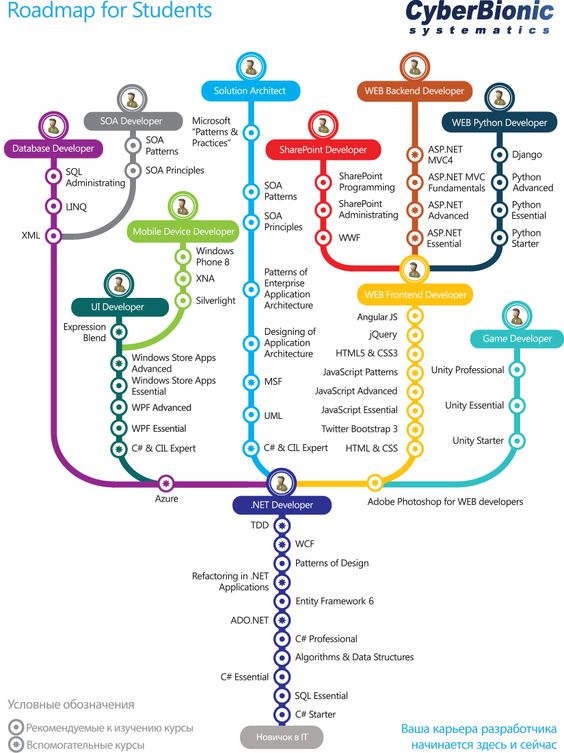 Roadmap for Students
CyberBionic
systematics
Solution Architect
WEB Backend Developer
SOA Developer
WEB Python Developer
Database Developer
SharePoint Developer
Microsoft
"Patterns &
Practices"
SOA
Patterns
SOA Principles
SQL
Administrating
LINQ
XML
ASP.NET
MVC4
ASP.NET MVC
Fundamentals
ASP.NET
Advanced
ASP.NET
Essential
Django
Python
Advanced
Python
Essential
Python
Starter
SharePoint
Programming
SharePoint
Administrating
WWF
SOA
Patterns
SOA
Principles
Mobile Device Developer
Windows
Phone 8
XNA
Silverlight
Patterns of
Enterprise
Application
Architecture
WEB Frontend Developer
UI Developer
Game Developer
Expression
Blend
Windows Store Apps
Advanced
Windows Store Apps
Essential
WPF Advanced
WPF Essential
C# & CIL Expert
Designing of
Application
Architecture
MSF
UML
C# & CIL Expert
Angular JS
jQuery
HTML5 & CSS3
JavaScript Patterns
JavaScript Advanced
JavaScript Essential
Twitter Bootstrap 3
HTML & CSS
Unity Professional
Unity Essential
Unity Starter
Azure
Adobe Photoshop for WEB developers
.NET Developer
TDD
WCF
Patterns of Design
Refactoring in .NET
Applications
Entity Framework 6
ADO.NET
C# Professional
Algorithms & Data Structures
C# Essential
SQL Essential
C# Starter
Новичок в IT
Условные обозначения
Рекомендуемые к изучению курсы
Вспомогательные курсы
Ваша карьера разработчика
начинается здесь и сейчас